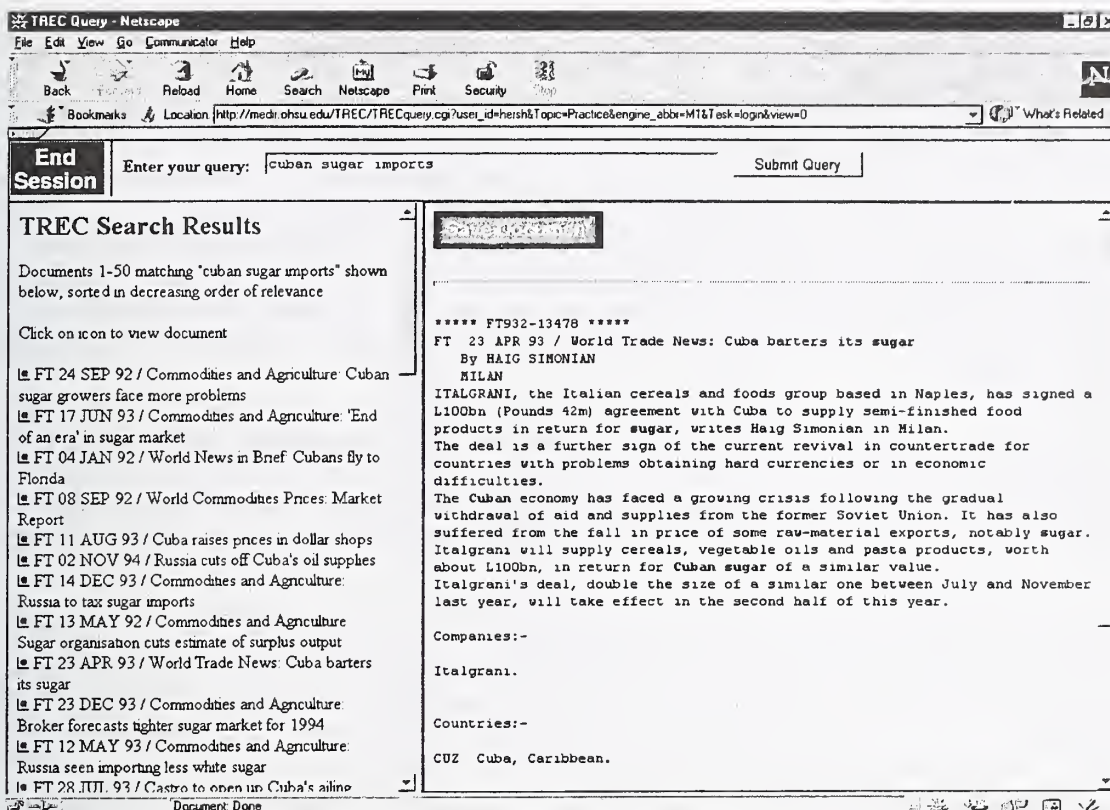 TREC Query - Netscape
File Edit View Go Communicator Help
Back Reload Home Search Netscape Print Security Stop
Bookmarks Location http://medir.ohsu.edu/TREC/TRECquery.cgi?user_id=hersh&Topic=Practice&engine_abbr=M1&Task=login&view=0 What's Related
End Session
Enter your query: cuban sugar imports Submit Query
TREC Search Results
Documents 1-50 matching "cuban sugar imports" shown
below, sorted in decreasing order of relevance
Click on icon to view document
FT 24 SEP 92 / Commodities and Agriculture: Cuban
sugar growers face more problems
FT 17 JUN 93 / Commodities and Agriculture: 'End
of an era' in sugar market
FT 04 JAN 92 / World News in Brief: Cubans fly to
Florida
FT 08 SEP 92 / World Commodities Prices: Market
Report
FT 11 AUG 93 / Cuba raises prices in dollar shops
FT 02 NOV 94 / Russia cuts off Cuba's oil supplies
FT 14 DEC 93 / Commodities and Agriculture:
Russia to tax sugar imports
FT 13 MAY 92 / Commodities and Agriculture
Sugar organisation cuts estimate of surplus output
FT 23 APR 93 / World Trade News: Cuba barters
its sugar
FT 23 DEC 93 / Commodities and Agriculture:
Broker forecasts tighter sugar market for 1994
FT 12 MAY 93 / Commodities and Agriculture:
Russia seen importing less white sugar
FT 28 JUL 93 / Castro to open up Cuba's ailing
***** FT932-13478 *****
FT 23 APR 93 / World Trade News: Cuba barters its sugar
By HAIG SIMONIAN
MILAN
ITALGRANI, the Italian cereals and foods group based in Naples, has signed a
L100bn (Pounds 42m) agreement with Cuba to supply semi-finished food
products in return for sugar, writes Haig Simonian in Milan.
The deal is a further sign of the current revival in countertrade for
countries with problems obtaining hard currencies or in economic
difficulties.
The Cuban economy has faced a growing crisis following the gradual
withdrawal of aid and supplies from the former Soviet Union. It has also
suffered from the fall in price of some raw-material exports, notably sugar.
Italgrani will supply cereals, vegetable oils and pasta products, worth
about L100bn, in return for Cuban sugar of a similar value.
Italgrani's deal, double the size of a similar one between July and November
last year, will take effect in the second half of this year.
Companies:-
Italgrani.
Countries:-
CUZ Cuba, Caribbean.
Document: Done